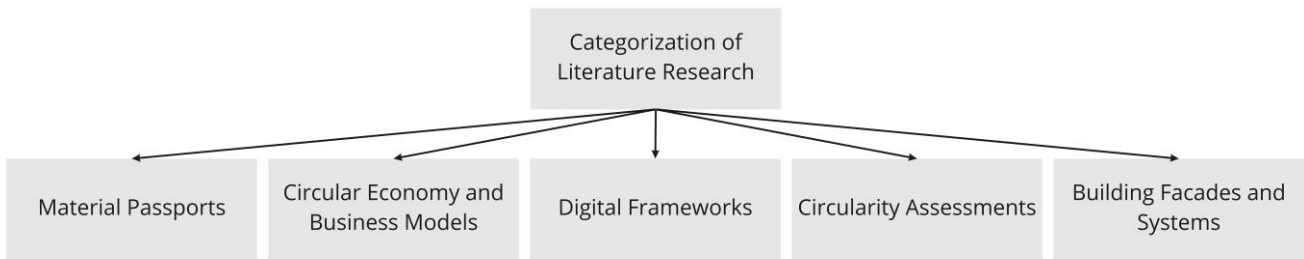 Categorization of
Literature Research
Material Passports
Circular Economy and
Business Models
Digital Frameworks
Circularity Assessments
Building Facades and
Systems